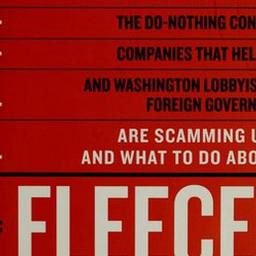 THE DO-NOTHING CON
COMPANIES THAT HEL
AND WASHINGTON LOBBYIS
FOREIGN GOVERN
ARE SCAMMING U
AND WHAT TO DO ABO
FLEECE